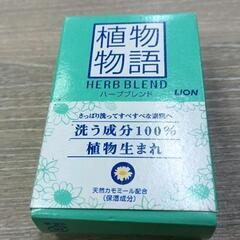 植物
物語
HERB BLEND
ハーブブレンド
LION
さっぱり洗ってすべすべな素肌へ
洗う成分100%
植物生まれ
天然カモミール配合
(保湿成分)